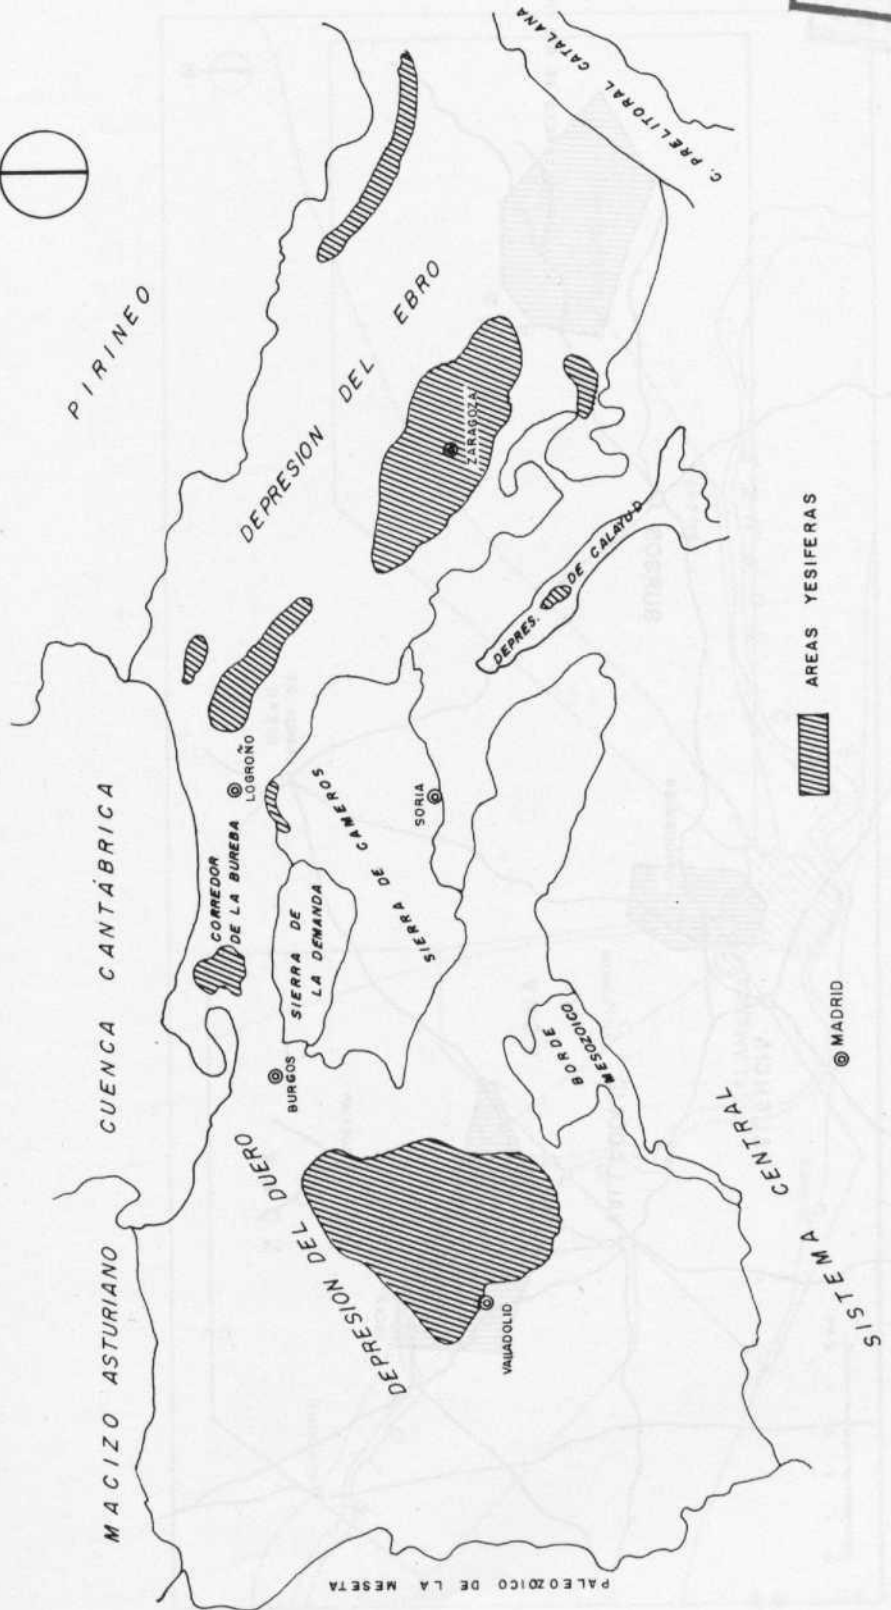 MACIZO ASTURIANO
CUENCA CANTÁBRICA
PIRINEO
CORREDOR
DE LA BUREBA
LOGROÑO
DEPRESION DEL EBRO
C. PRELITORAL CATALANA
BURGOS
SIERRA DE
LA DEMANDA
SIERRA DE CAMEROS
SORIA
ZARAGOZA
DEPRESION DEL DUERO
VALLADOLID
DEPRES. DE CALAYUD
BORDE
MESOZOICO
PALEOZOICO DE LA MESETA
SISTEMA CENTRAL
MADRID
AREAS YESIFERAS